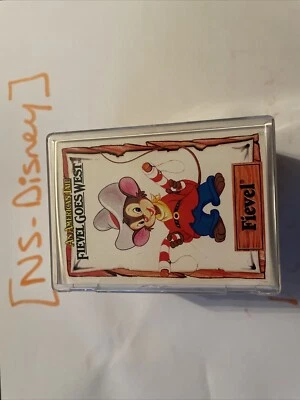 [NS-Disney]
AN AMERICAN TAIL
FIEVEL GOES WEST
Fievel